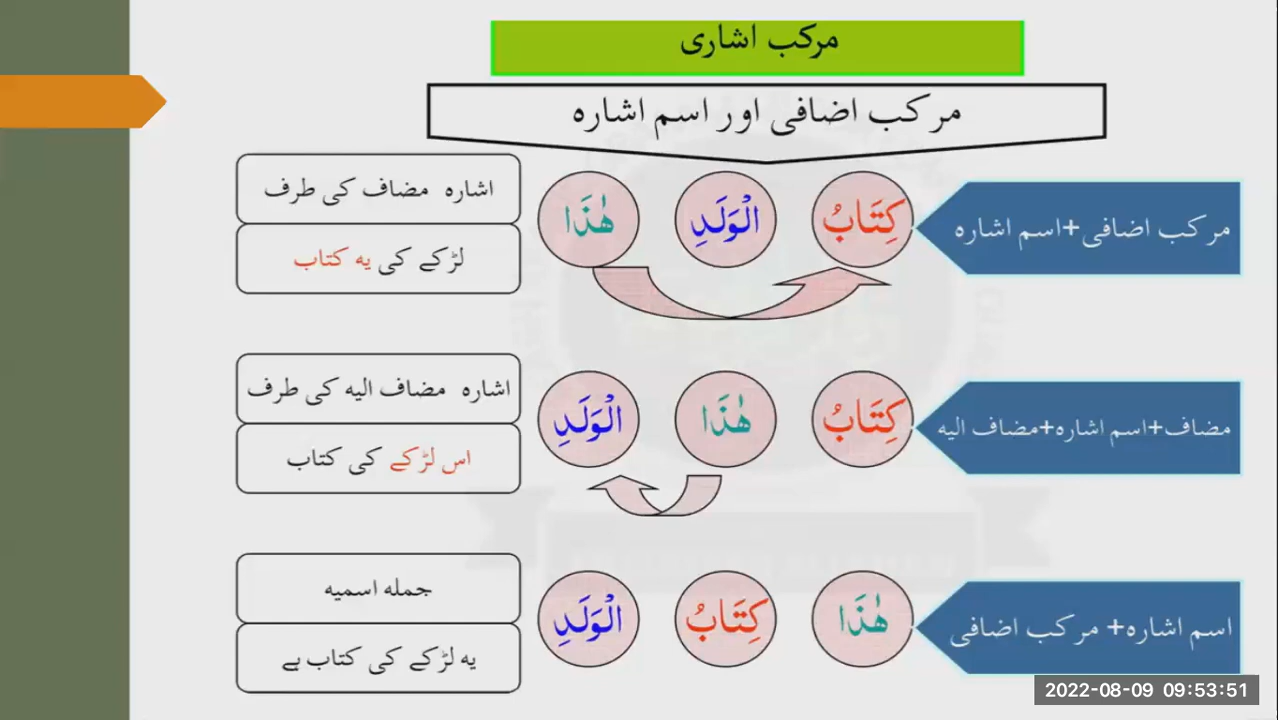 مرکب اشاری
مرکب اضافی اور اسم اشارہ
مرکب اضافی+اسم اشارہ
كِتَابُ الْوَلَدِ هٰذَا
اشارہ مضاف کی طرف
لڑکے کی یہ کتاب
مضاف+اسم اشارہ+مضاف الیہ
كِتَابُ هٰذَا الْوَلَدِ
اشارہ مضاف الیہ کی طرف
اس لڑکے کی کتاب
اسم اشارہ+ مرکب اضافی
هٰذَا كِتَابُ الْوَلَدِ
جملہ اسمیہ
یہ لڑکے کی کتاب ہے
2022-08-09 09:53:51